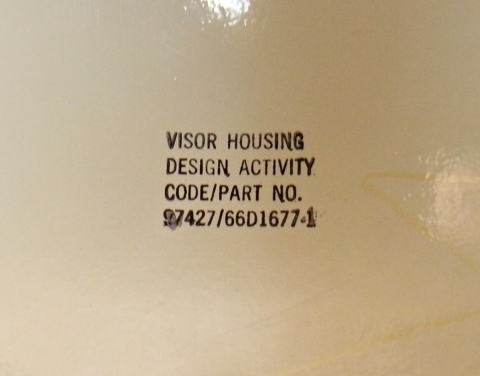 VISOR HOUSING
DESIGN ACTIVITY
CODE/PART NO.
97427/66D1677-1